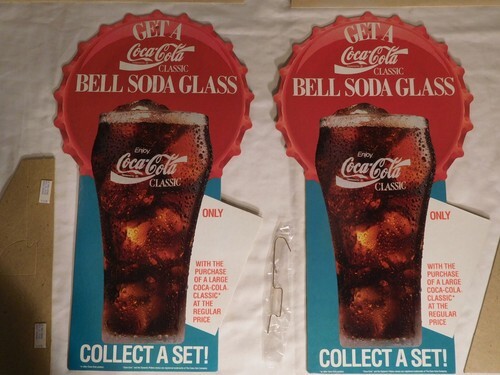 GET A
Coca-Cola
CLASSIC
BELL SODA GLASS
Enjoy
Coca-Cola
CLASSIC
ONLY
WITH THE
PURCHASE
OF A LARGE
COCA-COLA
CLASSIC*
AT THE
REGULAR
PRICE
COLLECT A SET!
GET A
Coca-Cola
CLASSIC
BELL SODA GLASS
Enjoy
Coca-Cola
CLASSIC
ONLY
WITH THE
PURCHASE
OF A LARGE
COCA-COLA
CLASSIC*
AT THE
REGULAR
PRICE
COLLECT A SET!